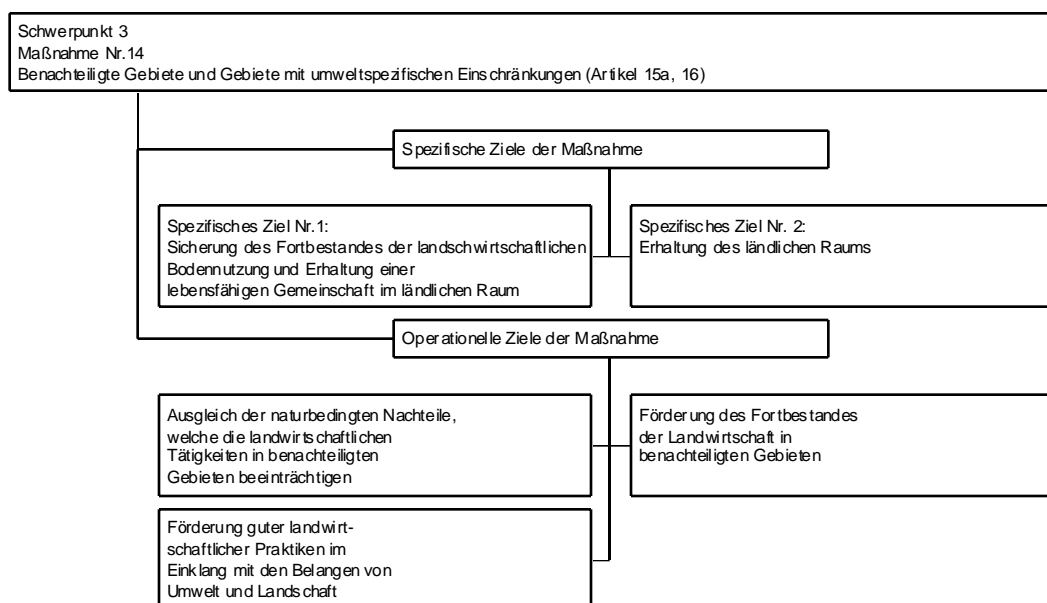 Schwerpunkt 3
Maßnahme Nr.14
Benachteiligte Gebiete und Gebiete mit umweltspezifischen Einschränkungen (Artikel 15a, 16)
Spezifische Ziele der Maßnahme
Spezifisches Ziel Nr.1:
Sicherung des Fortbestandes der landschwirtschaftlichen
Bodennutzung und Erhaltung einer
lebensfähigen Gemeinschaft im ländlichen Raum
Spezifisches Ziel Nr. 2:
Erhaltung des ländlichen Raums
Operationelle Ziele der Maßnahme
Ausgleich der naturbedingten Nachteile,
welche die landwirtschaftlichen
Tätigkeiten in benachteiligten
Gebieten beeinträchtigen
Förderung des Fortbestandes
der Landwirtschaft in
benachteiligten Gebieten
Förderung guter landwirt-
schaftlicher Praktiken im
Einklang mit den Belangen von
Umwelt und Landschaft